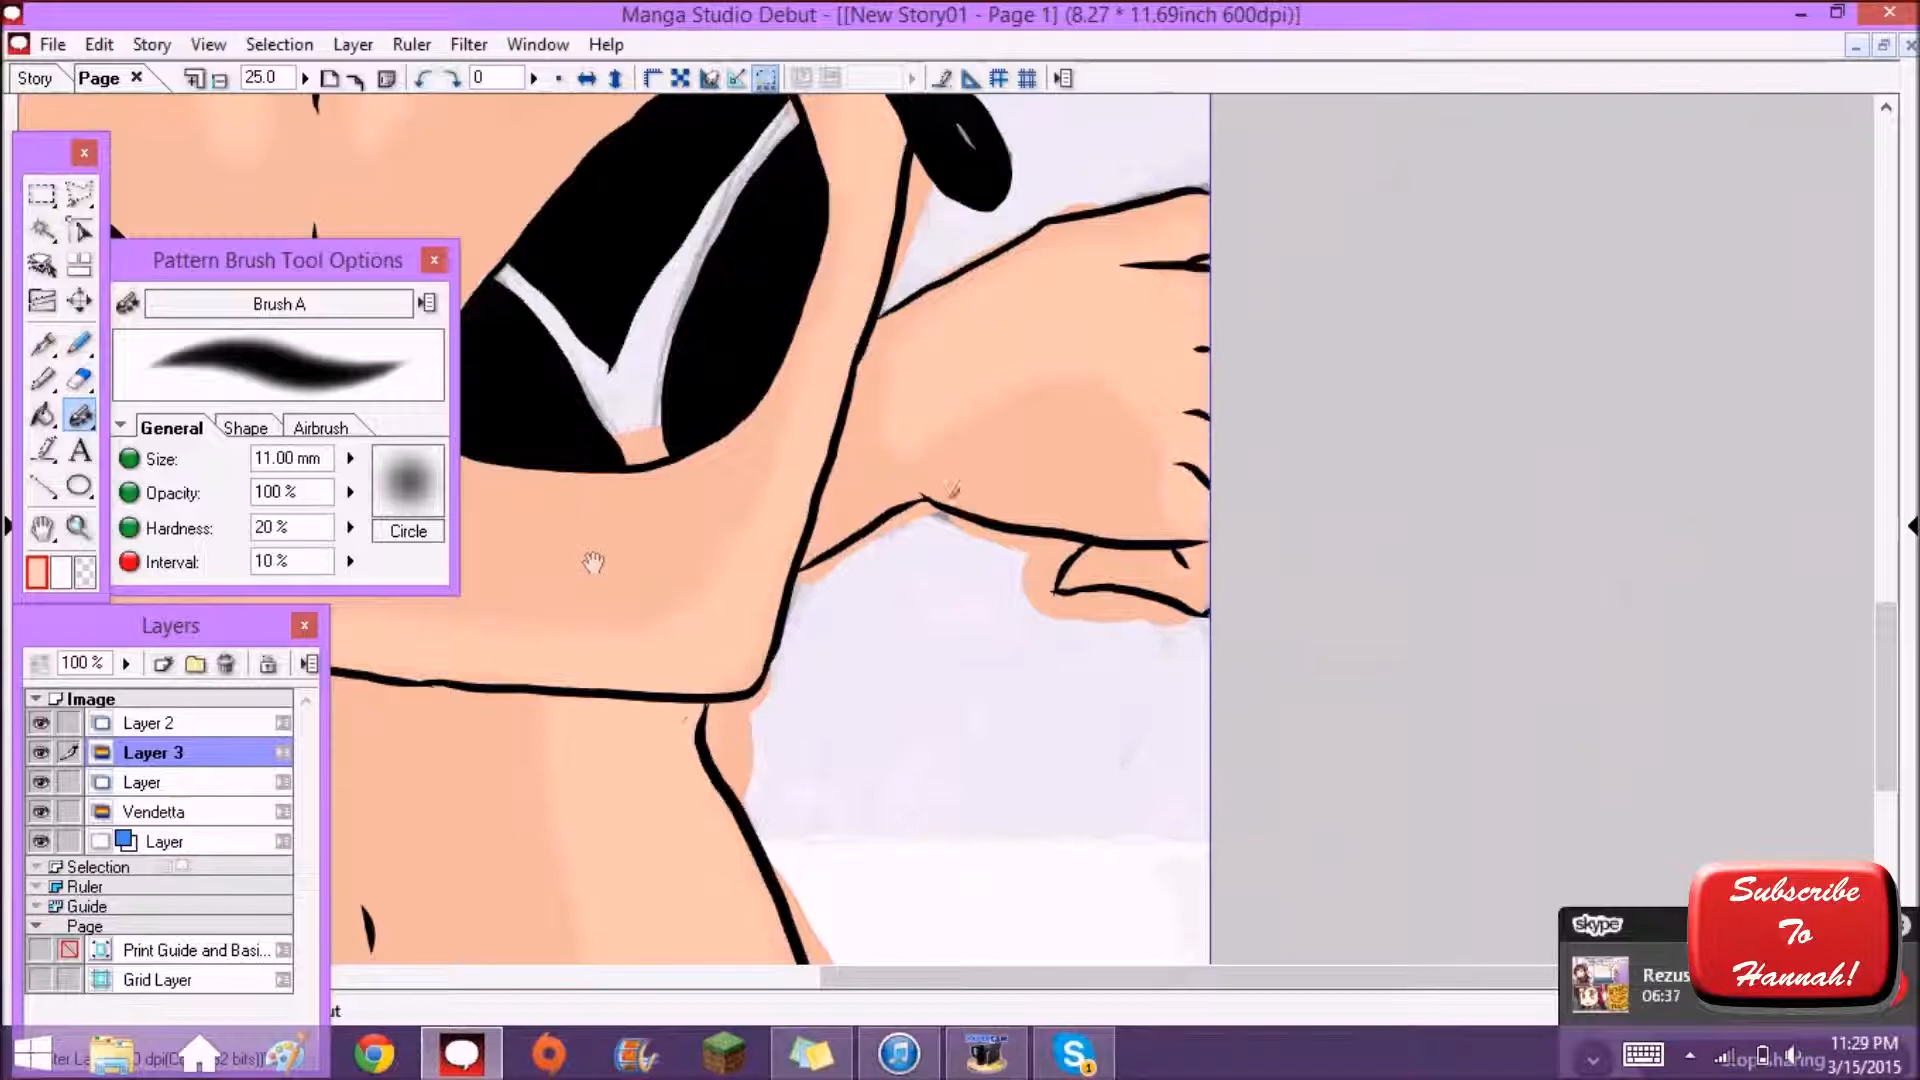 Manga Studio Debut - [[New Story01 - Page 1] (8.27 * 11.69inch 600dpi)]
File Edit Story View Selection Layer Ruler Filter Window Help
Story Page 25.0 0
Pattern Brush Tool Options
Brush A
General Shape Airbrush
Size: 11.00 mm
Opacity: 100 %
Hardness: 20 %
Circle
Interval: 10 %
Layers
100 %
Image
Layer 2
Layer 3
Layer
Vendetta
Layer
Selection
Ruler
Guide
Page
Print Guide and Basi...
Grid Layer
Subscribe
To
Hannah!
skype
Rezus
06:37
11:29 PM
3/15/2015
Stop sharing